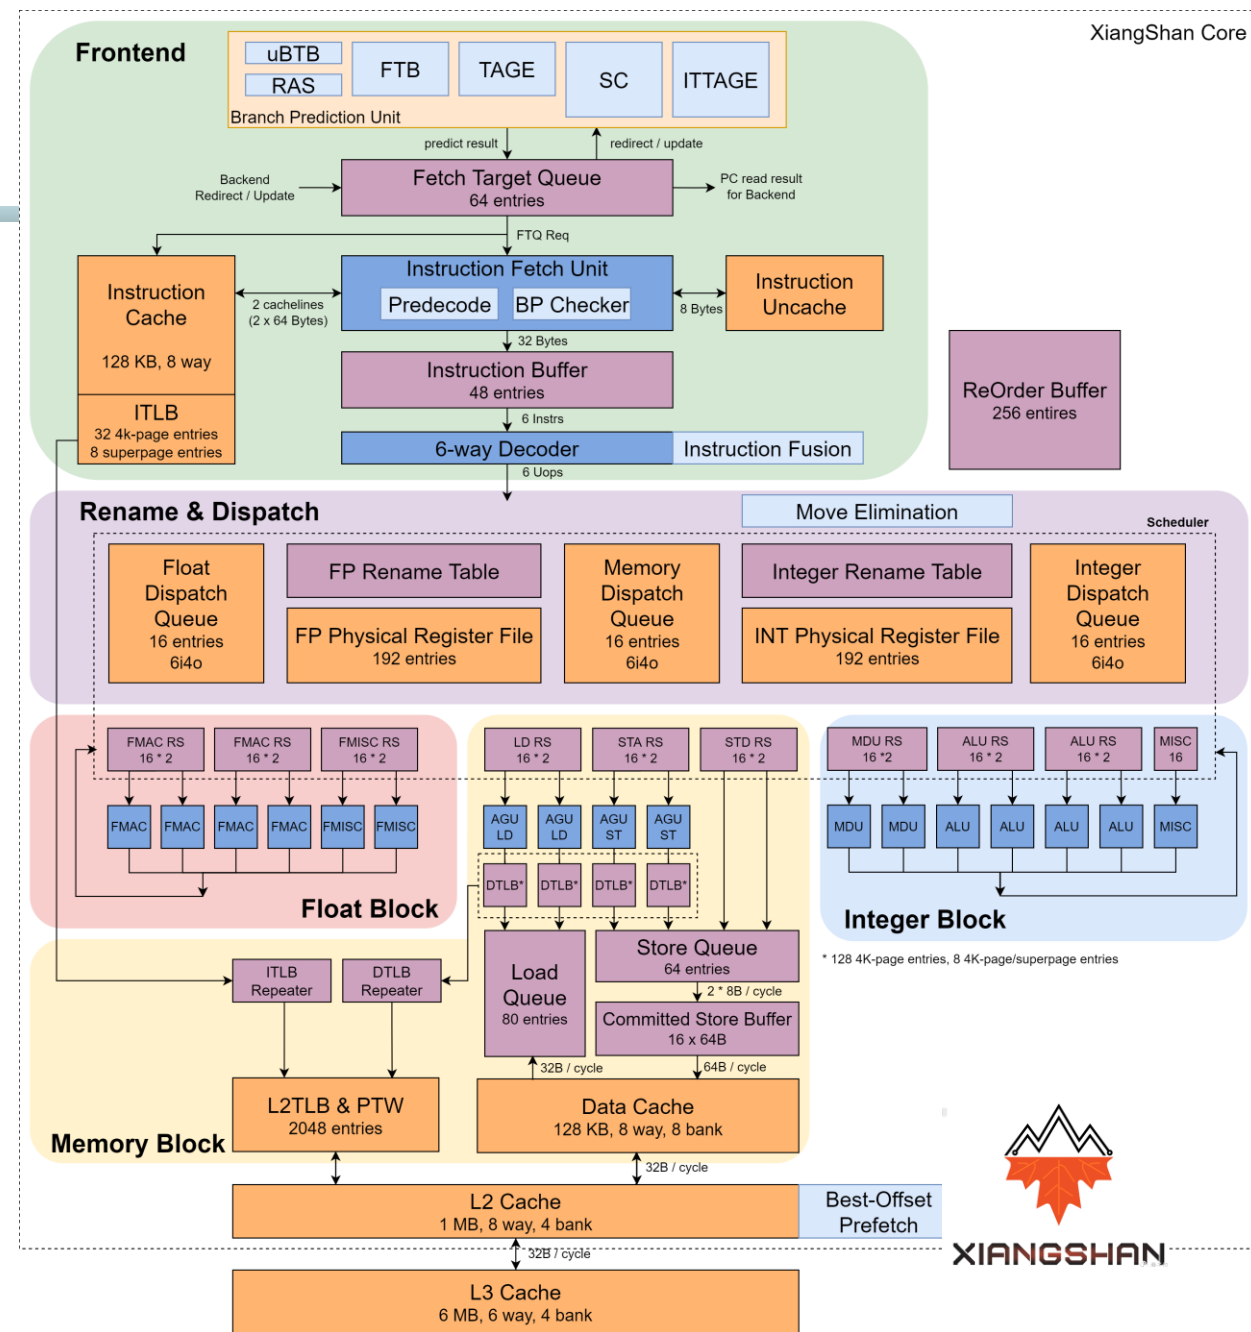 XiangShan Core
Frontend
uBTB
RAS
FTB
TAGE
SC
ITTAGE
Branch Prediction Unit
predict result
redirect / update
Backend
Redirect / Update
Fetch Target Queue
64 entries
PC read result
for Backend
FTQ Req
Instruction
Cache
128 KB, 8 way
ITLB
32 4k-page entries
8 superpage entries
2 cachelines
(2 x 64 Bytes)
Instruction Fetch Unit
Predecode
BP Checker
8 Bytes
Instruction
Uncache
32 Bytes
Instruction Buffer
48 entries
6 Instrs
6-way Decoder
Instruction Fusion
6 Uops
ReOrder Buffer
256 entires
Rename & Dispatch
Move Elimination
Scheduler
Float
Dispatch
Queue
16 entries
6i4o
FP Rename Table
FP Physical Register File
192 entries
Memory
Dispatch
Queue
16 entries
6i4o
Integer Rename Table
INT Physical Register File
192 entries
Integer
Dispatch
Queue
16 entries
6i4o
FMAC RS
16 * 2
FMAC RS
16 * 2
FMISC RS
16 * 2
FMAC
FMAC
FMAC
FMAC
FMISC
FMISC
Float Block
LD RS
16 * 2
STA RS
16 * 2
STD RS
16 * 2
AGU
LD
AGU
LD
AGU
ST
AGU
ST
DTLB*
DTLB*
DTLB*
DTLB*
MDU RS
16 *2
ALU RS
16 * 2
ALU RS
16 * 2
MISC
16
MDU
MDU
ALU
ALU
ALU
ALU
MISC
Integer Block
* 128 4K-page entries, 8 4K-page/superpage entries
ITLB
Repeater
DTLB
Repeater
Load
Queue
80 entries
Store Queue
64 entries
2 * 8B / cycle
Committed Store Buffer
16 x 64B
32B / cycle
64B / cycle
L2TLB & PTW
2048 entries
Data Cache
128 KB, 8 way, 8 bank
Memory Block
32B / cycle
L2 Cache
1 MB, 8 way, 4 bank
Best-Offset
Prefetch
32B / cycle
L3 Cache
6 MB, 6 way, 4 bank
XIANGSHAN